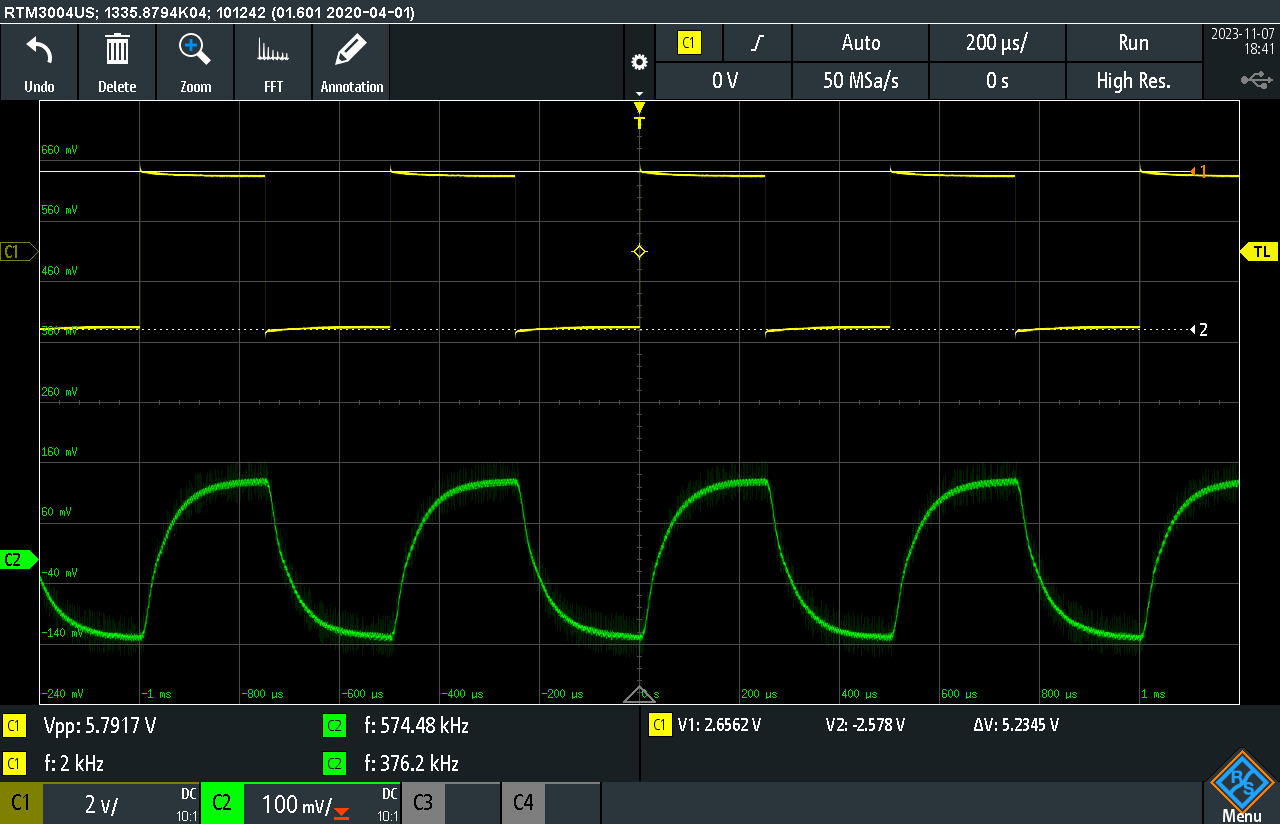 RTM3004US; 1335.8794K04; 101242 (01.601 2020-04-01)
Undo
Delete
Zoom
FFT
Annotation
C1
Auto
200 µs/
Run
0 V
50 MSa/s
0 s
High Res.
2023-11-07
18:41
T
660 mV
1
560 mV
C1
TL
460 mV
360 mV
2
260 mV
160 mV
60 mV
C2
-40 mV
-140 mV
-240 mV
-1 ms
-800 µs
-600 µs
-400 µs
-200 µs
0 s
200 µs
400 µs
600 µs
800 µs
1 ms
C1 Vpp: 5.7917 V
C2 f: 574.48 kHz
C1 V1: 2.6562 V V2: -2.578 V ΔV: 5.2345 V
C1 f: 2 kHz
C2 f: 376.2 kHz
C1 2 V/ DC 10:1
C2 100 mV/ DC 10:1
C3
C4
R S
Menu